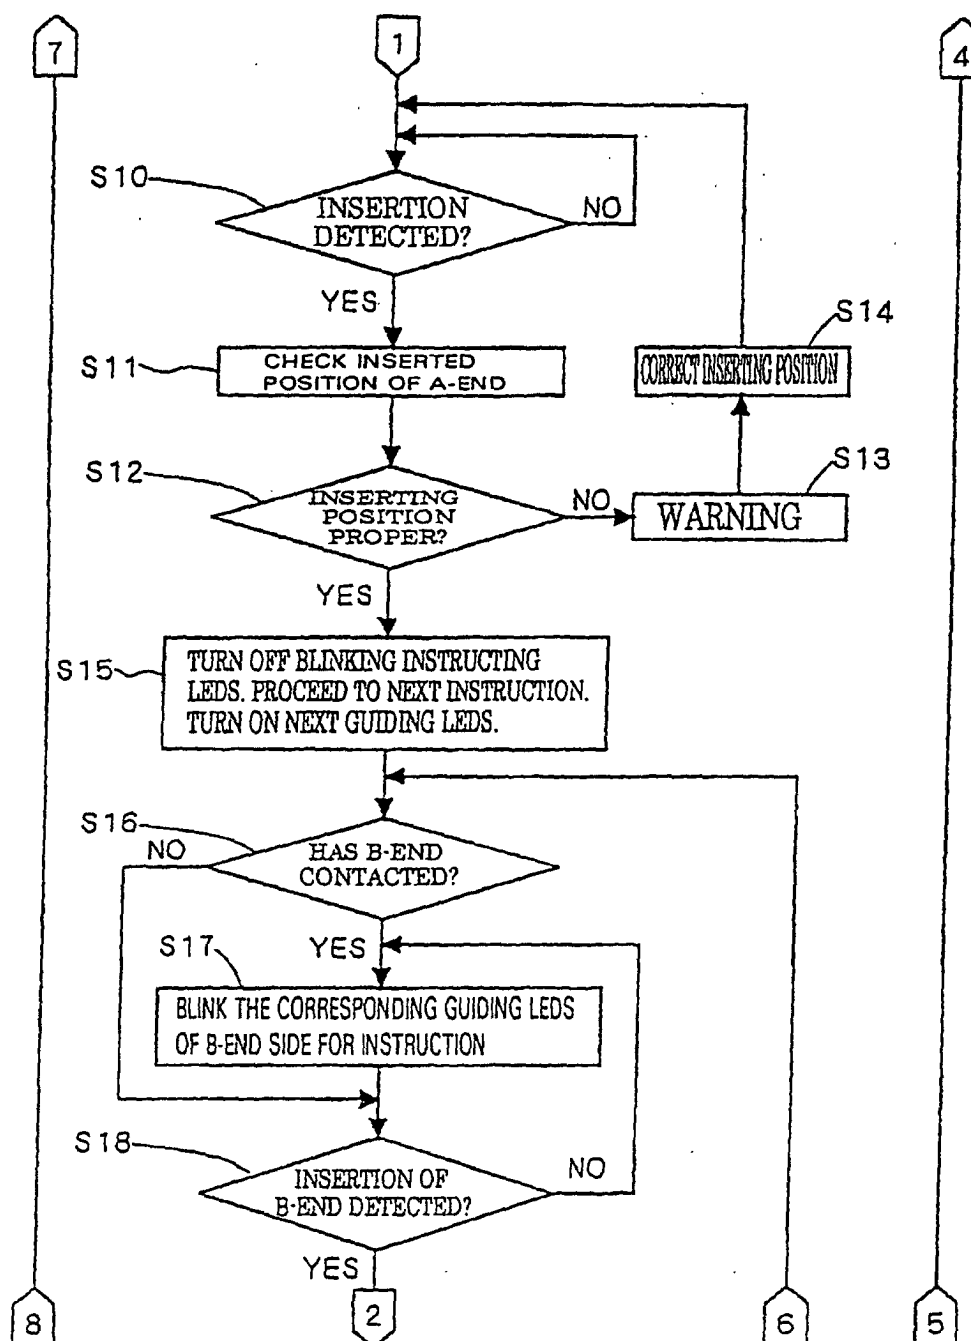 7
1
4
S10
INSERTION
DETECTED?
NO
YES
S14
S11
CHECK INSERTED
POSITION OF A-END
CORRECT INSERTING POSITION
S12
INSERTING
POSITION
PROPER?
NO
S13
WARNING
YES
S15
TURN OFF BLINKING INSTRUCTING
LEDS. PROCEED TO NEXT INSTRUCTION.
TURN ON NEXT GUIDING LEDS.
S16
NO
HAS B-END
CONTACTED?
YES
S17
BLINK THE CORRESPONDING GUIDING LEDS
OF B-END SIDE FOR INSTRUCTION
S18
INSERTION OF
B-END DETECTED?
NO
YES
8
2
6
5